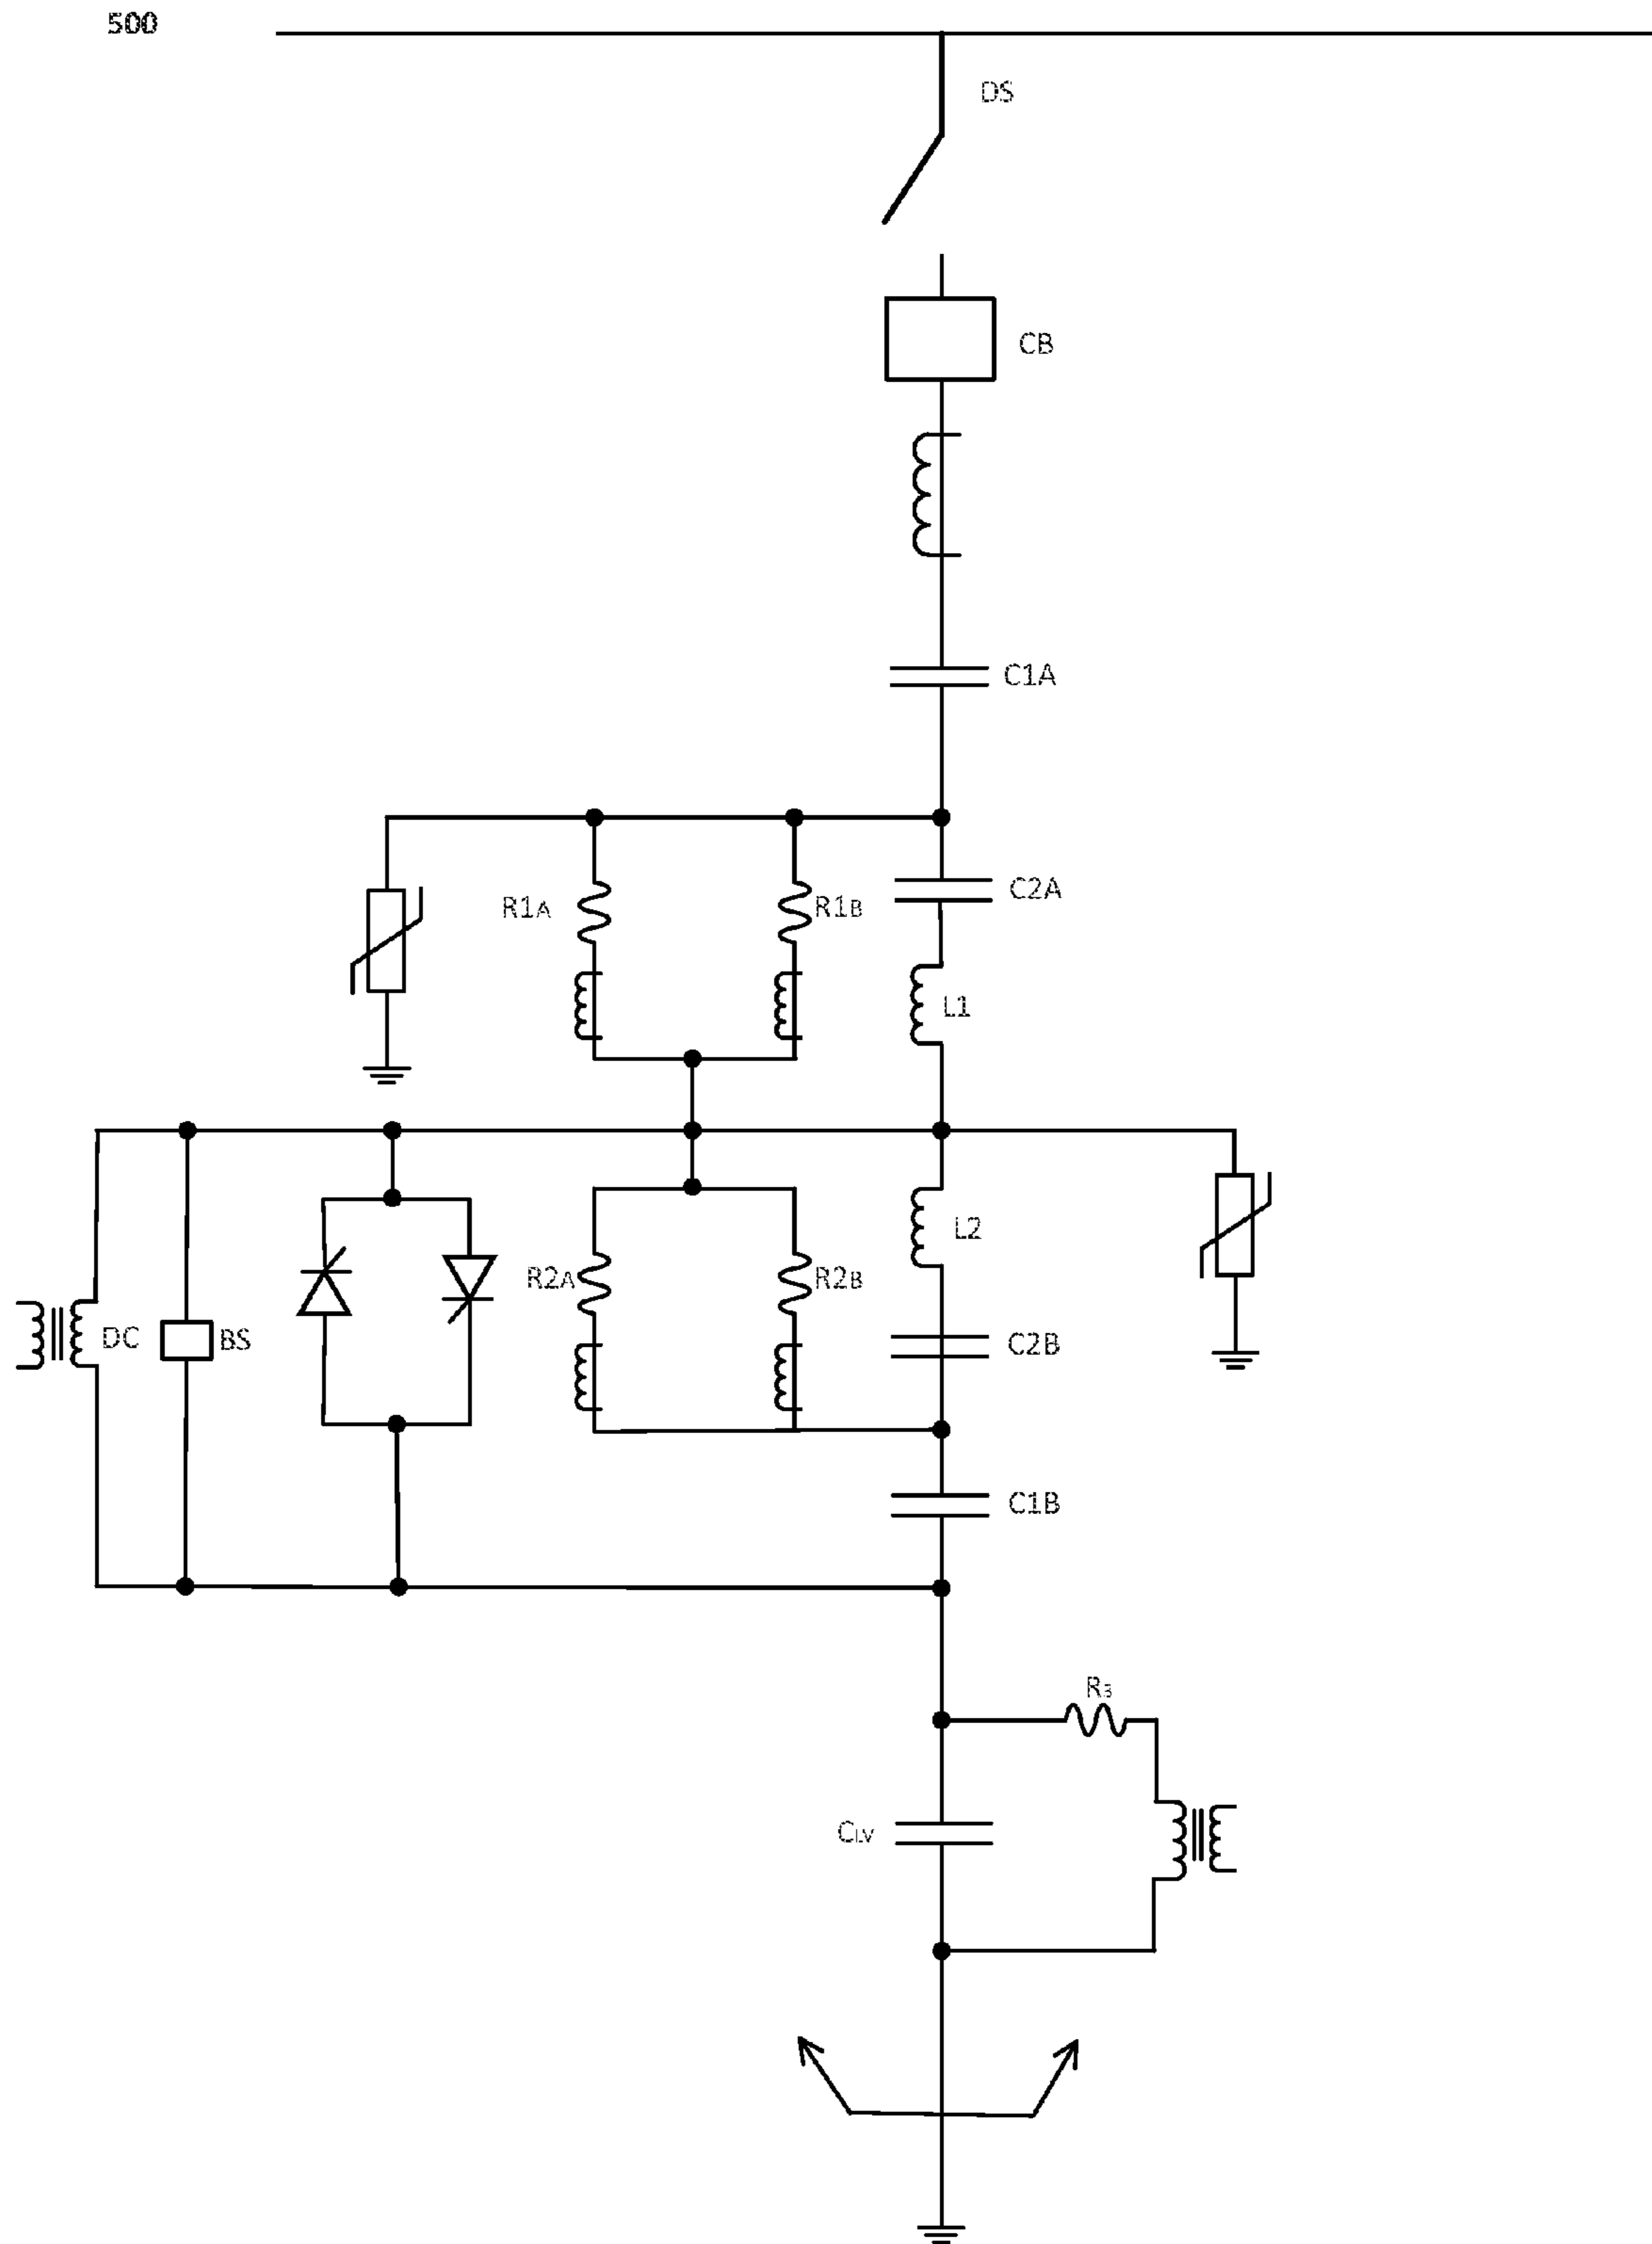 500
DS
CB
C1A
C2A
R1A
R1B
L1
L2
R2A
R2B
DC
BS
C2B
C1B
R3
CLV